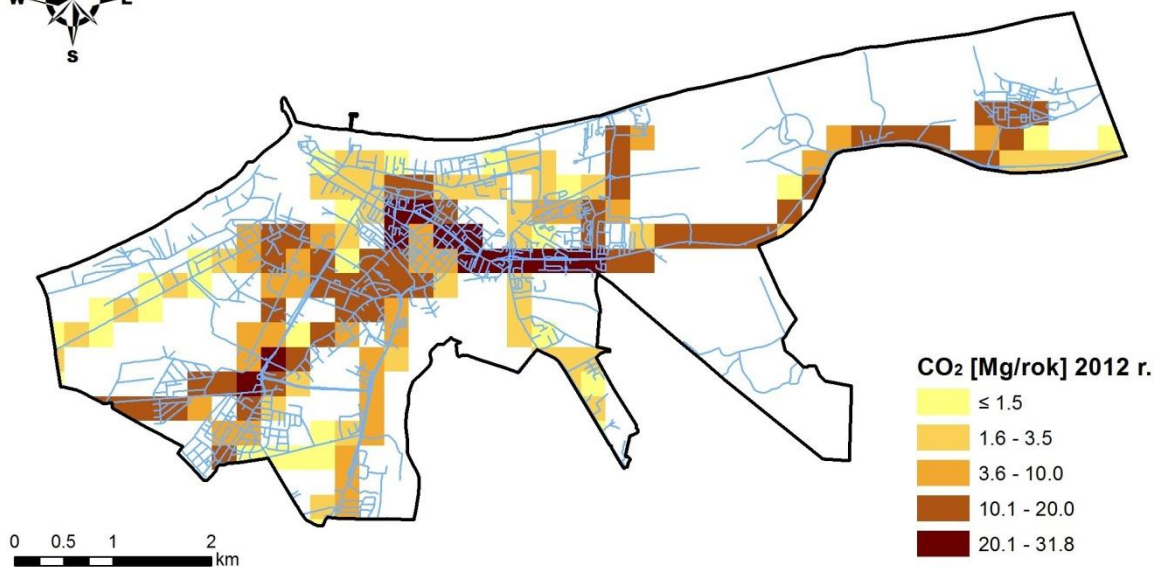 W E
S
CO₂ [Mg/rok] 2012 r.
≤ 1.5
1.6 - 3.5
3.6 - 10.0
10.1 - 20.0
20.1 - 31.8
0 0.5 1 2
km